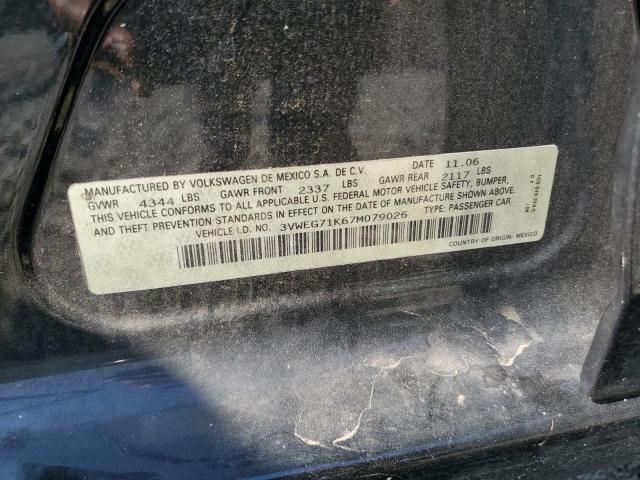 MANUFACTURED BY VOLKSWAGEN DE MEXICO S.A. DE C.V. DATE 11.06
GVWR 4344 LBS GAWR FRONT 2337 LBS GAWR REAR 2117 LBS
THIS VEHICLE CONFORMS TO ALL APPLICABLE U.S. FEDERAL MOTOR VEHICLE SAFETY, BUMPER,
AND THEFT PREVENTION STANDARDS IN EFFECT ON THE DATE OF MANUFACTURE SHOWN ABOVE.
VEHICLE I.D. NO. 3VWEG71K67M079026 TYPE: PASSENGER CAR
COUNTRY OF ORIGIN: MEXICO